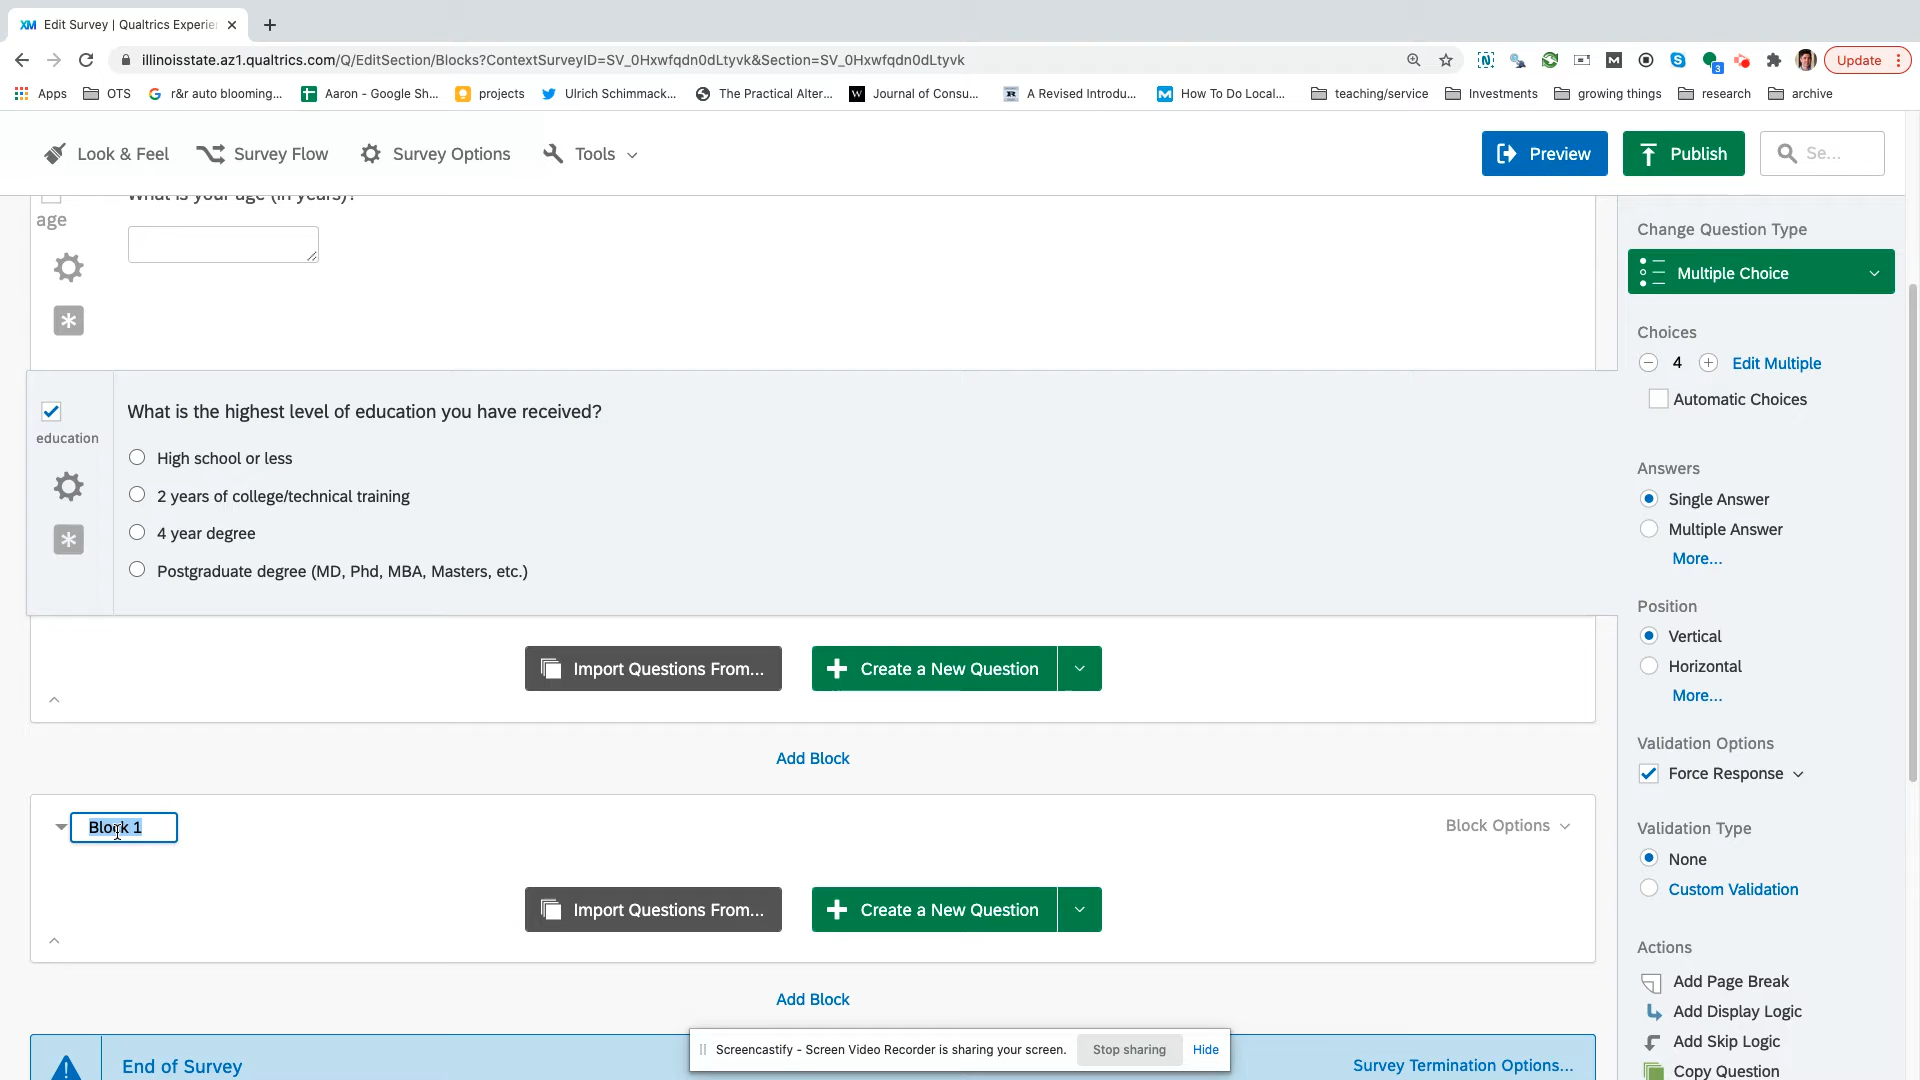 XM Edit Survey | Qualtrics Experie
illinoisstate.az1.qualtrics.com/Q/EditSection/Blocks?ContextSurveyID=SV_0Hxwfqdn0dLtyvk&Section=SV_0Hxwfqdn0dLtyvk
3
Update
Apps OTS r&r auto blooming... Aaron - Google Sh... projects Ulrich Schimmack... The Practical Alter... Journal of Consu... A Revised Introdu... How To Do Local... teaching/service Investments growing things research archive
Look & Feel Survey Flow Survey Options Tools Preview Publish Se...
What is your age (in years)?
age
Change Question Type
Multiple Choice
Choices
4 Edit Multiple
Automatic Choices
What is the highest level of education you have received?
education
High school or less
2 years of college/technical training
4 year degree
Postgraduate degree (MD, Phd, MBA, Masters, etc.)
Answers
Single Answer
Multiple Answer
More...
Position
Vertical
Horizontal
More...
Import Questions From... Create a New Question
Validation Options
Force Response
Add Block
Block 1
Block Options
Validation Type
None
Custom Validation
Import Questions From... Create a New Question
Actions
Add Page Break
Add Display Logic
Add Skip Logic
Copy Question
Add Block
Screencastify - Screen Video Recorder is sharing your screen. Stop sharing Hide
End of Survey
Survey Termination Options...